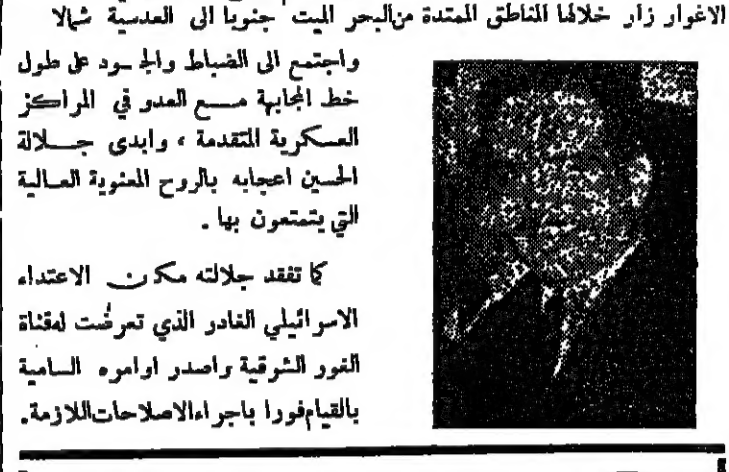 الاغوار زار خلالها المناطق الممتدة من البحر الميت جنوبا الى العدسية شمالا
واجتمع الى الضباط والجنود على طول
خط المجابهة مع العدو في المراكز
العسكرية المتقدمة ، وابدى جلالة
الحسين اعجابه بالروح المعنوية العالية
التي يتمتعون بها .
كما تفقد جلالته مكان الاعتداء
الاسرائيلي الغادر الذي تعرضت له قناة
الغور الشرقية واصدر اوامره السامية
بالقيام فورا باجراء الاصلاحات اللازمة .